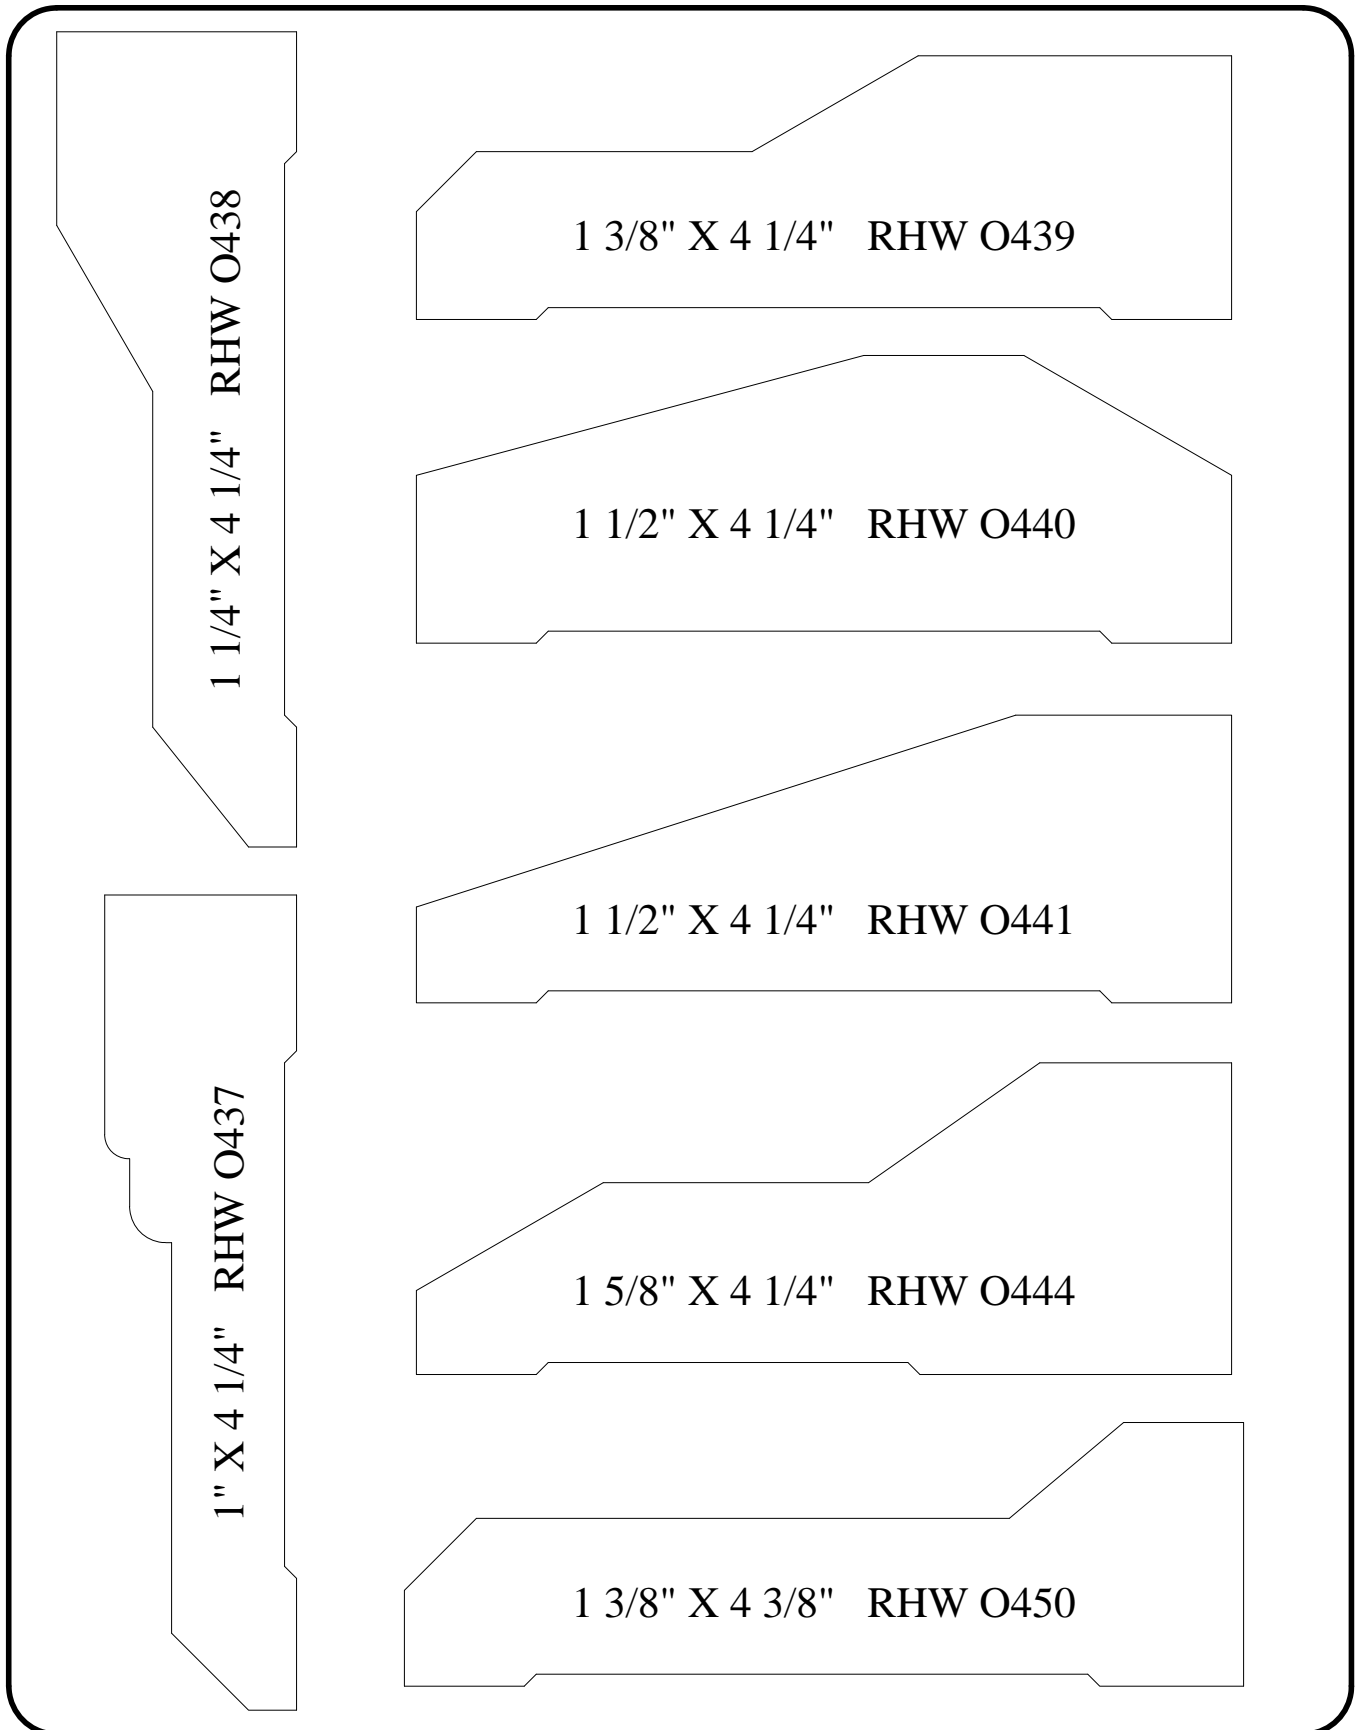 1 1/4" X 4 1/4" RHW O438
1" X 4 1/4" RHW O437
1 3/8" X 4 1/4" RHW O439
1 1/2" X 4 1/4" RHW O440
1 1/2" X 4 1/4" RHW O441
1 5/8" X 4 1/4" RHW O444
1 3/8" X 4 3/8" RHW O450